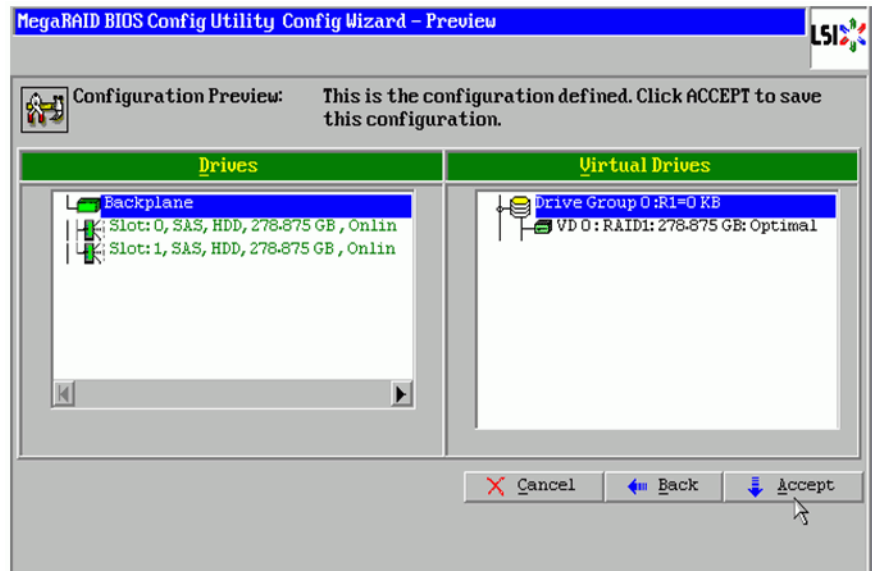 MegaRAID BIOS Config Utility Config Wizard – Preview
LSI
Configuration Preview: This is the configuration defined. Click ACCEPT to save
this configuration.
Drives
Virtual Drives
Backplane
Slot: 0, SAS, HDD, 278.875 GB , Onlin
Slot: 1, SAS, HDD, 278.875 GB , Onlin
Drive Group 0 :R1=0 KB
VD 0 : RAID1: 278.875 GB: Optimal
Cancel
Back
Accept